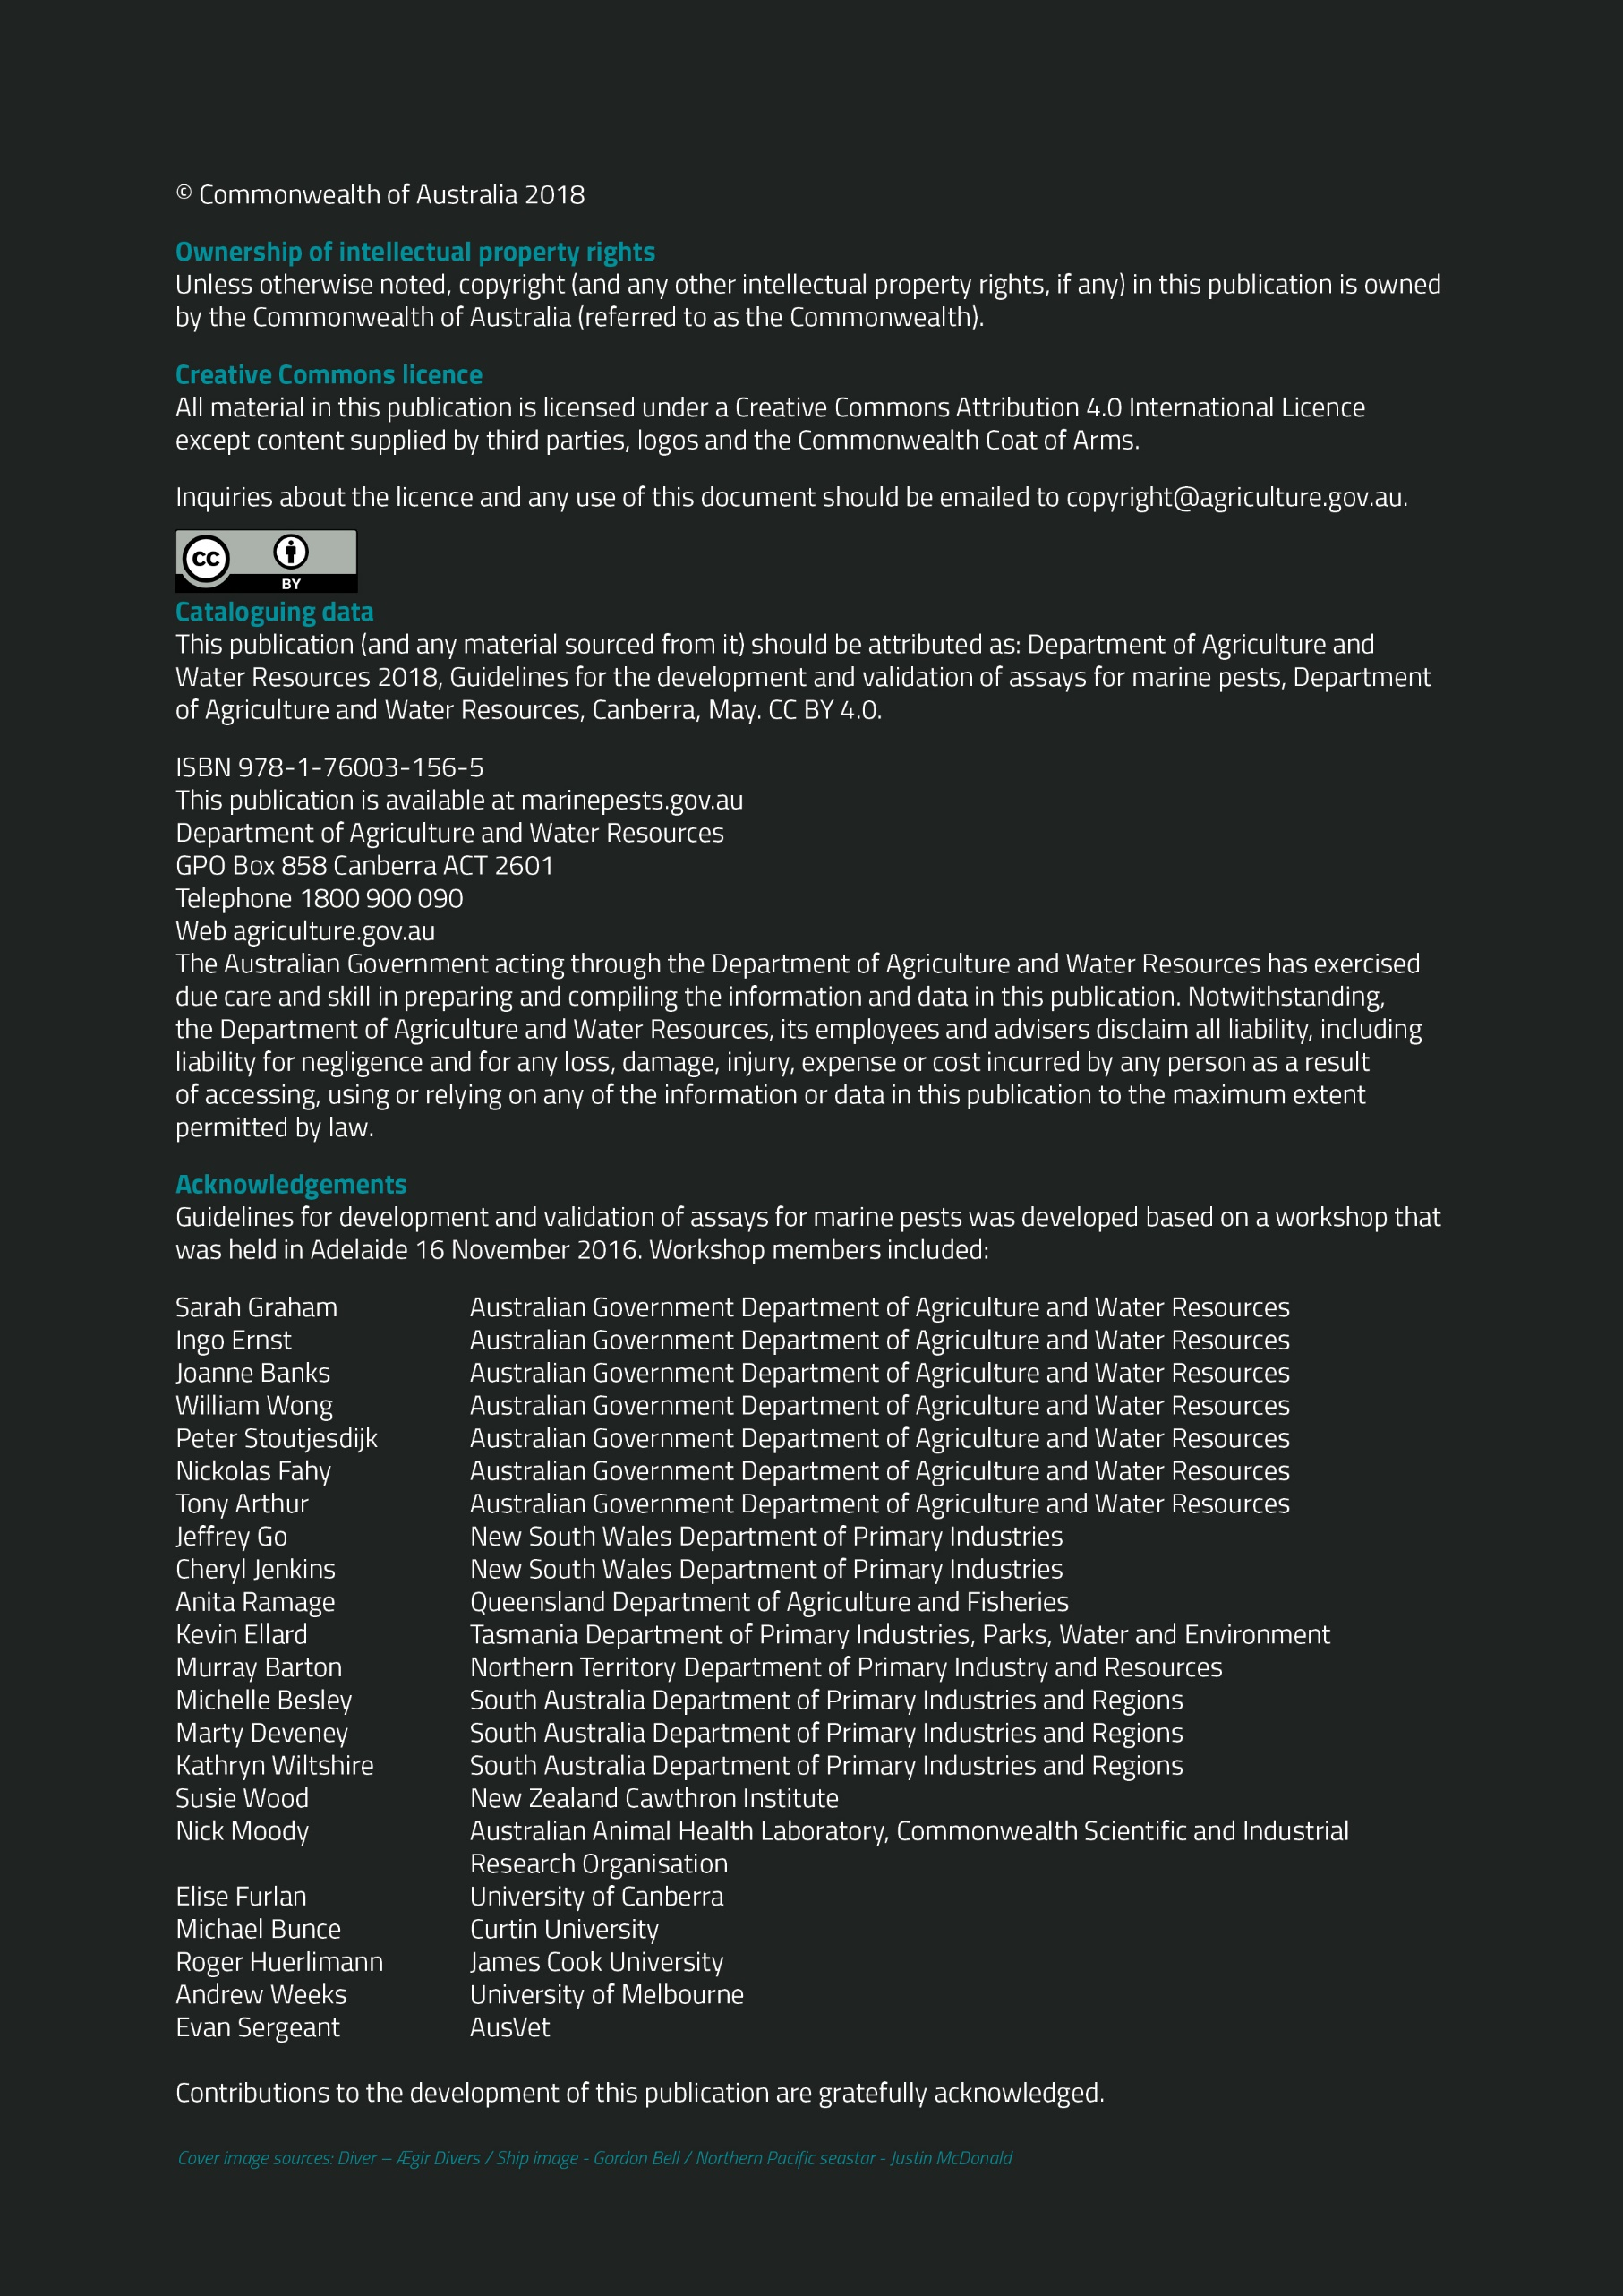 © Commonwealth of Australia 2018
Ownership of intellectual property rights
Unless otherwise noted, copyright (and any other intellectual property rights, if any) in this publication is owned
by the Commonwealth of Australia (referred to as the Commonwealth).
Creative Commons licence
All material in this publication is licensed under a Creative Commons Attribution 4.0 International Licence
except content supplied by third parties, logos and the Commonwealth Coat of Arms.
Inquiries about the licence and any use of this document should be emailed to copyright@agriculture.gov.au.
cc
BY
Cataloguing data
This publication (and any material sourced from it) should be attributed as: Department of Agriculture and
Water Resources 2018, Guidelines for the development and validation of assays for marine pests, Department
of Agriculture and Water Resources, Canberra, May. CC BY 4.0.
ISBN 978-1-76003-156-5
This publication is available at marinepests.gov.au
Department of Agriculture and Water Resources
GPO Box 858 Canberra ACT 2601
Telephone 1800 900 090
Web agriculture.gov.au
The Australian Government acting through the Department of Agriculture and Water Resources has exercised
due care and skill in preparing and compiling the information and data in this publication. Notwithstanding,
the Department of Agriculture and Water Resources, its employees and advisers disclaim all liability, including
liability for negligence and for any loss, damage, injury, expense or cost incurred by any person as a result
of accessing, using or relying on any of the information or data in this publication to the maximum extent
permitted by law.
Acknowledgements
Guidelines for development and validation of assays for marine pests was developed based on a workshop that
was held in Adelaide 16 November 2016. Workshop members included:
Sarah Graham Australian Government Department of Agriculture and Water Resources
Ingo Ernst Australian Government Department of Agriculture and Water Resources
Joanne Banks Australian Government Department of Agriculture and Water Resources
William Wong Australian Government Department of Agriculture and Water Resources
Peter Stoutjesdijk Australian Government Department of Agriculture and Water Resources
Nickolas Fahy Australian Government Department of Agriculture and Water Resources
Tony Arthur Australian Government Department of Agriculture and Water Resources
Jeffrey Go New South Wales Department of Primary Industries
Cheryl Jenkins New South Wales Department of Primary Industries
Anita Ramage Queensland Department of Agriculture and Fisheries
Kevin Ellard Tasmania Department of Primary Industries, Parks, Water and Environment
Murray Barton Northern Territory Department of Primary Industry and Resources
Michelle Besley South Australia Department of Primary Industries and Regions
Marty Deveney South Australia Department of Primary Industries and Regions
Kathryn Wiltshire South Australia Department of Primary Industries and Regions
Susie Wood New Zealand Cawthron Institute
Nick Moody Australian Animal Health Laboratory, Commonwealth Scientific and Industrial
Research Organisation
Elise Furlan University of Canberra
Michael Bunce Curtin University
Roger Huerlimann James Cook University
Andrew Weeks University of Melbourne
Evan Sergeant AusVet
Contributions to the development of this publication are gratefully acknowledged.
Cover image sources: Diver – Ægir Divers / Ship image - Gordon Bell / Northern Pacific seastar - Justin McDonald